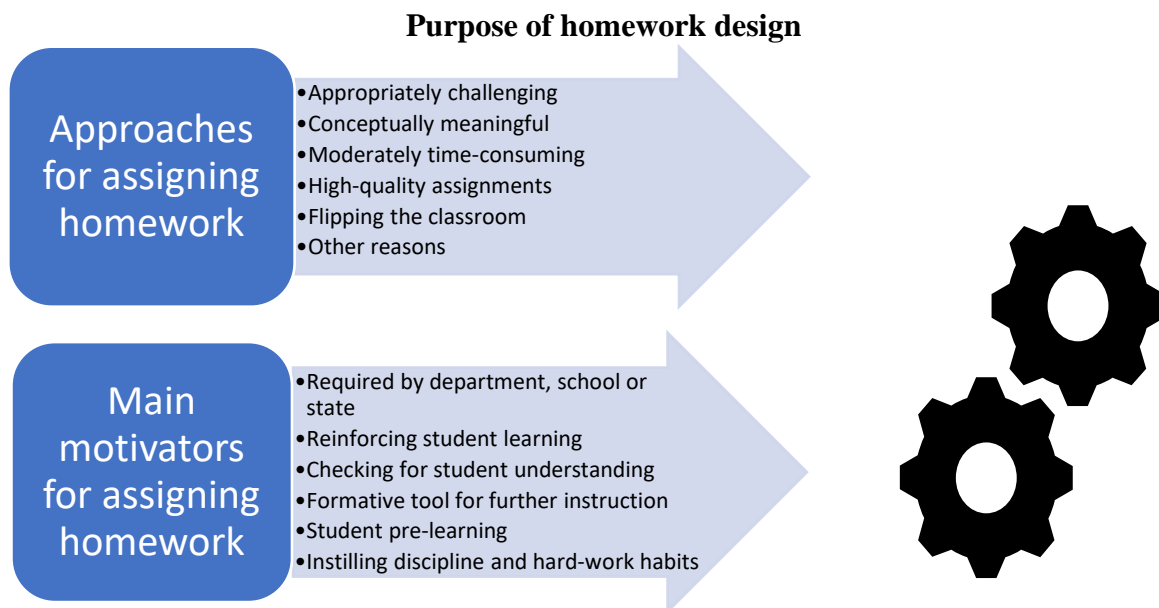 Purpose of homework design
Approaches
for assigning
homework
•Appropriately challenging
•Conceptually meaningful
•Moderately time-consuming
•High-quality assignments
•Flipping the classroom
•Other reasons
Main
motivators
for assigning
homework
•Required by department, school or
state
•Reinforcing student learning
•Checking for student understanding
•Formative tool for further instruction
•Student pre-learning
•Instilling discipline and hard-work habits